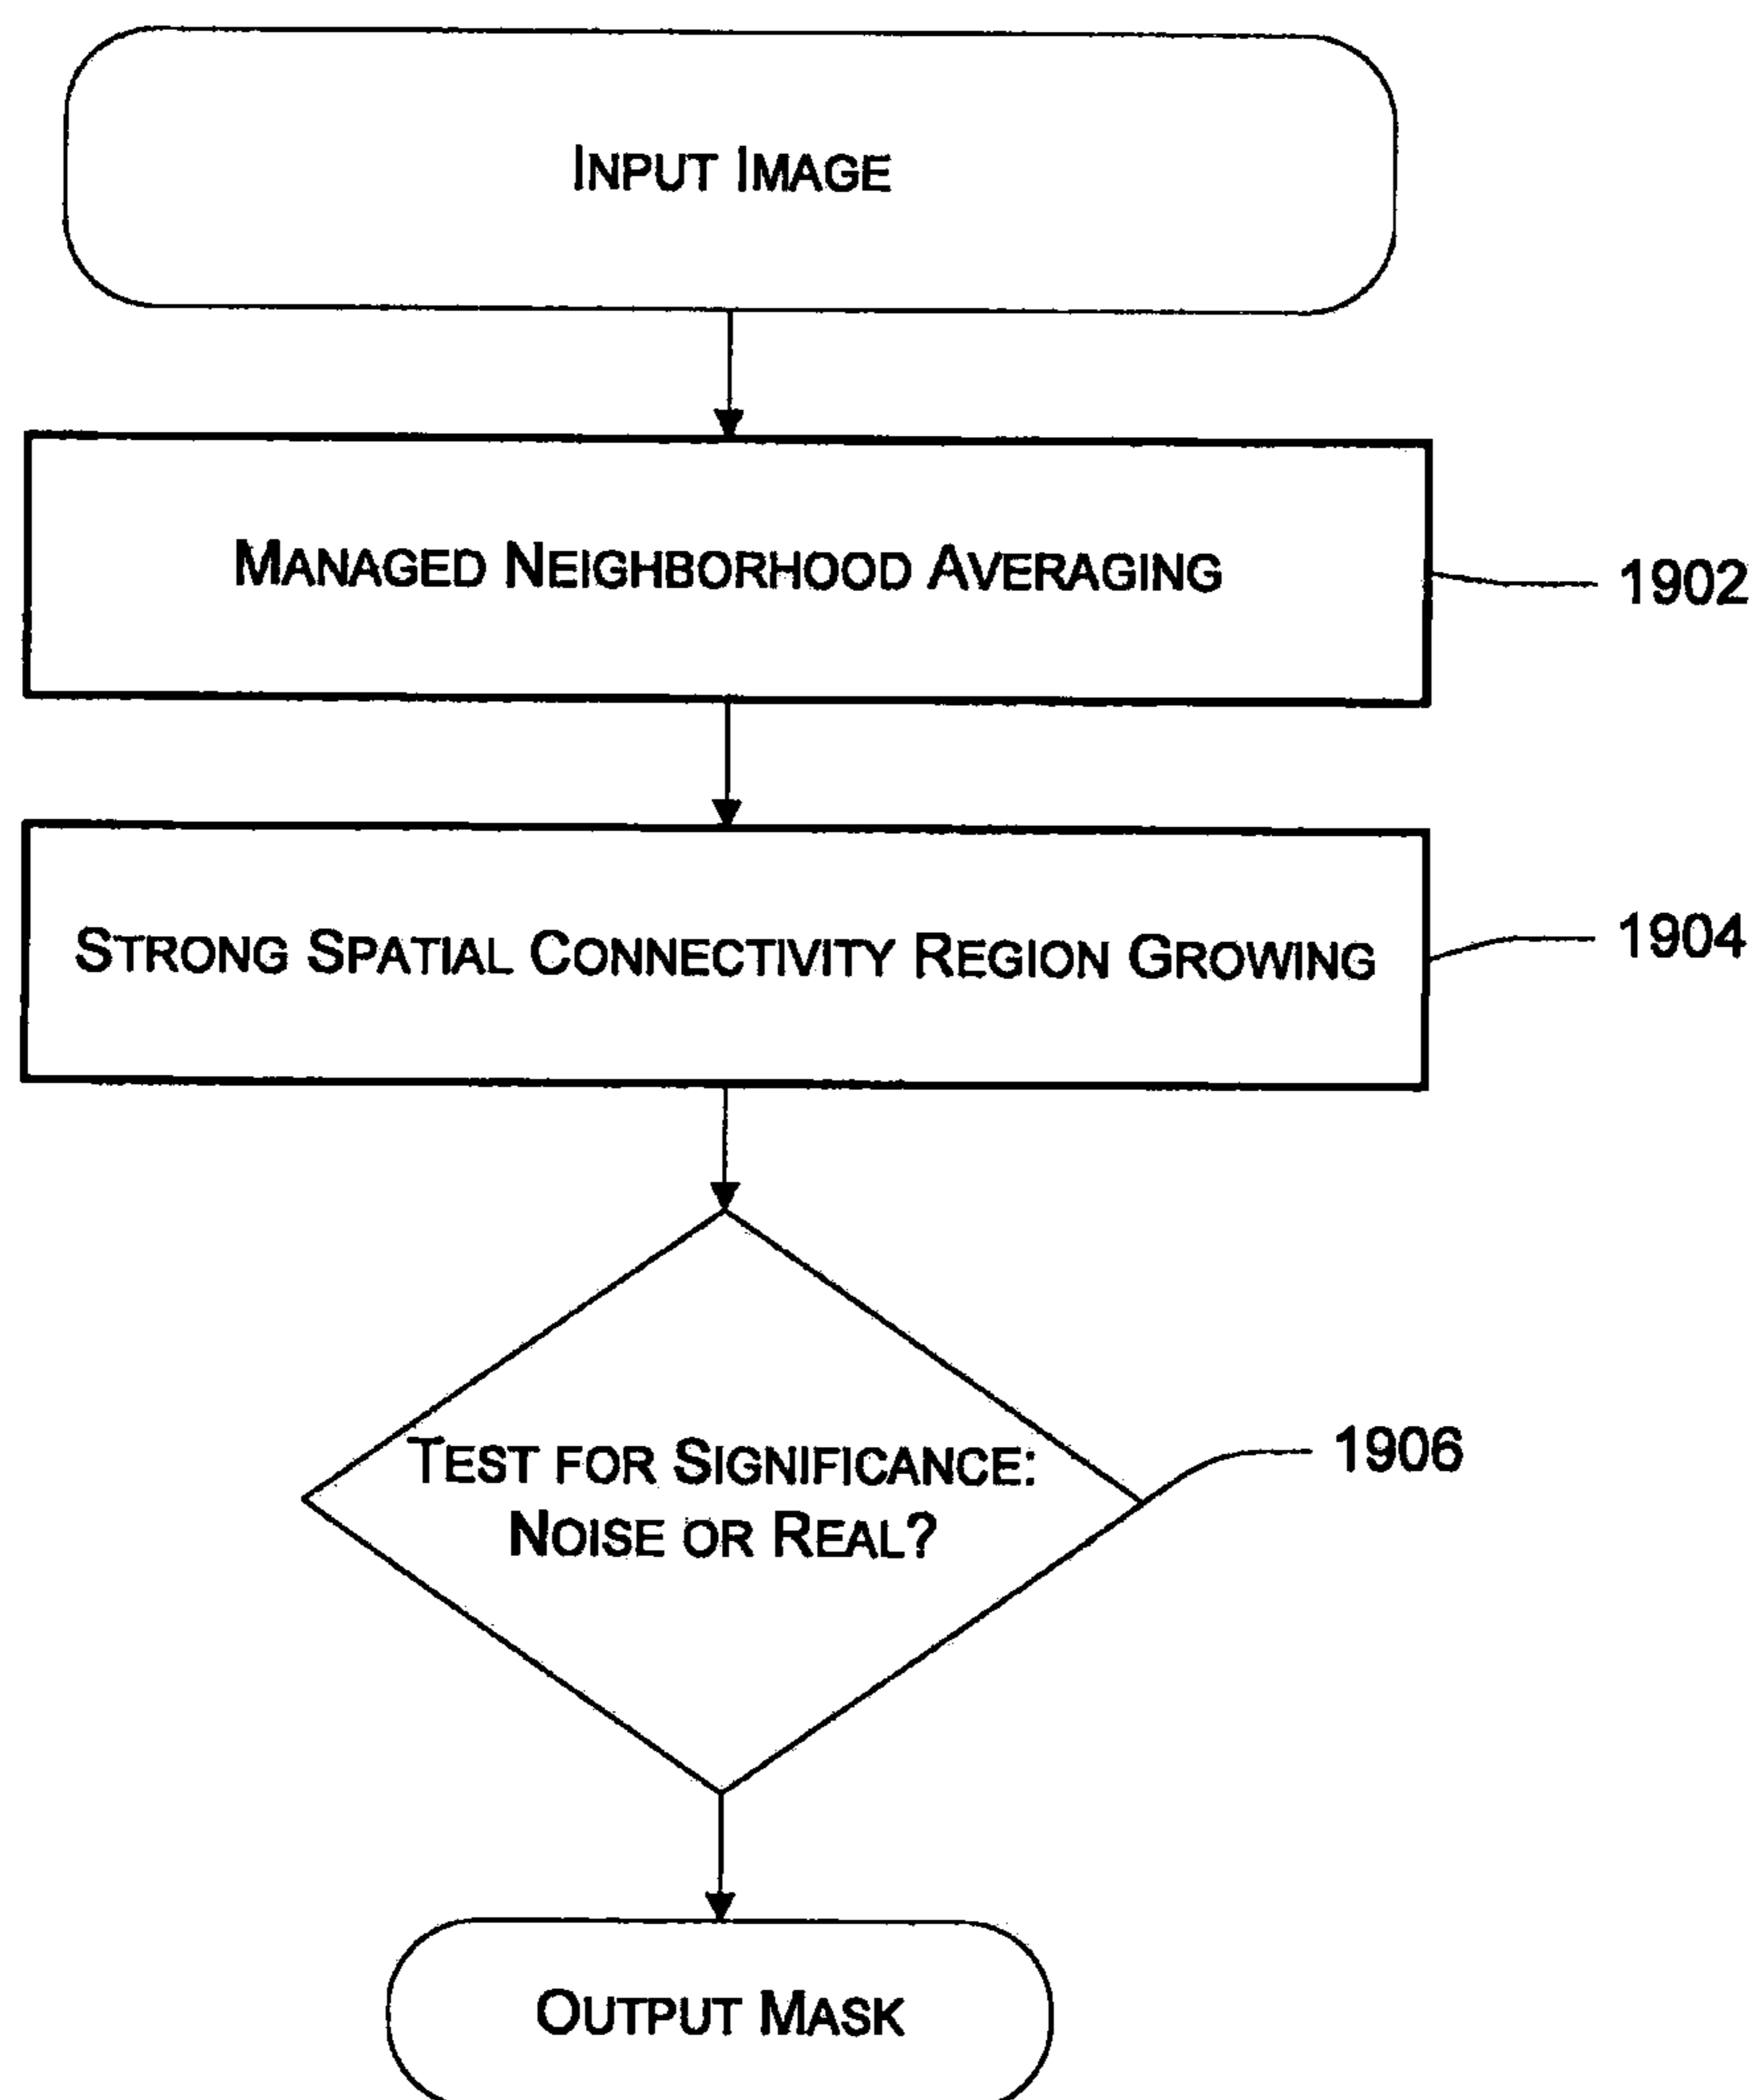 INPUT IMAGE
MANAGED NEIGHBORHOOD AVERAGING
1902
STRONG SPATIAL CONNECTIVITY REGION GROWING
1904
TEST FOR SIGNIFICANCE:
NOISE OR REAL?
1906
OUTPUT MASK